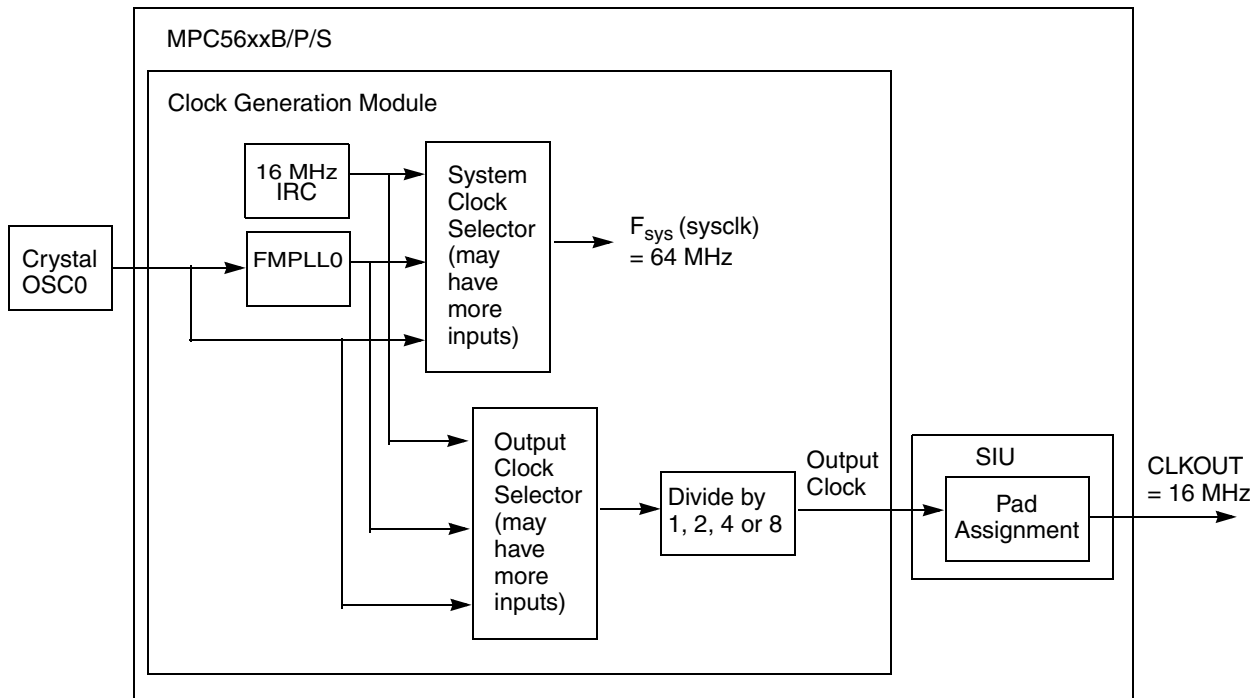 MPC56xxB/P/S
Clock Generation Module
16 MHz
IRC
System
Clock
Selector
(may
have
more
inputs)
Fsys (sysclk)
= 64 MHz
Crystal
OSC0
FMPLL0
Output
Clock
Selector
(may
have
more
inputs)
Divide by
1, 2, 4 or 8
Output
Clock
SIU
Pad
Assignment
CLKOUT
= 16 MHz